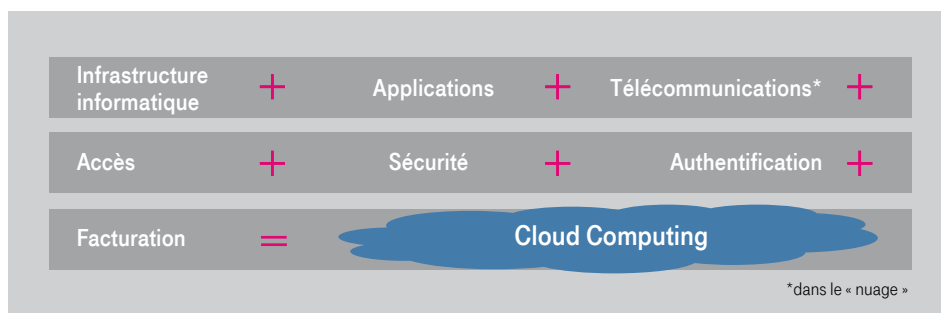 Infrastructure
informatique + Applications + Télécommunications* +
Accès + Sécurité + Authentification +
Facturation = Cloud Computing
*dans le « nuage »